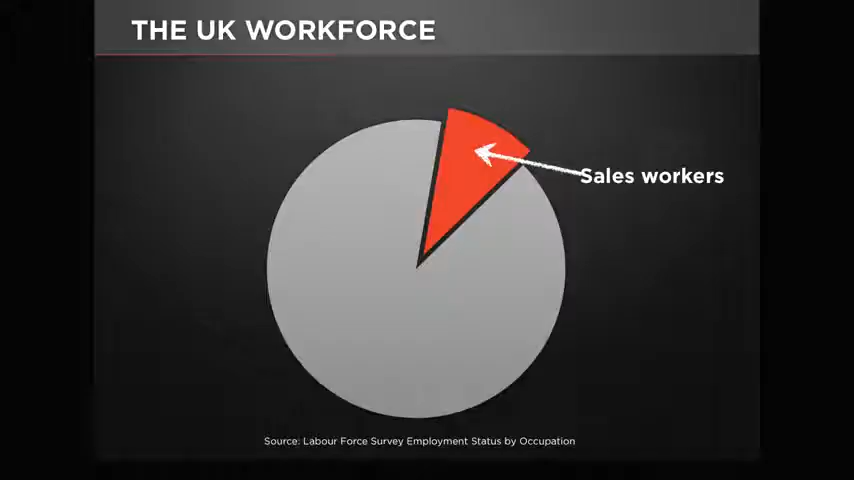 THE UK WORKFORCE
Sales workers
Source: Labour Force Survey Employment Status by Occupation